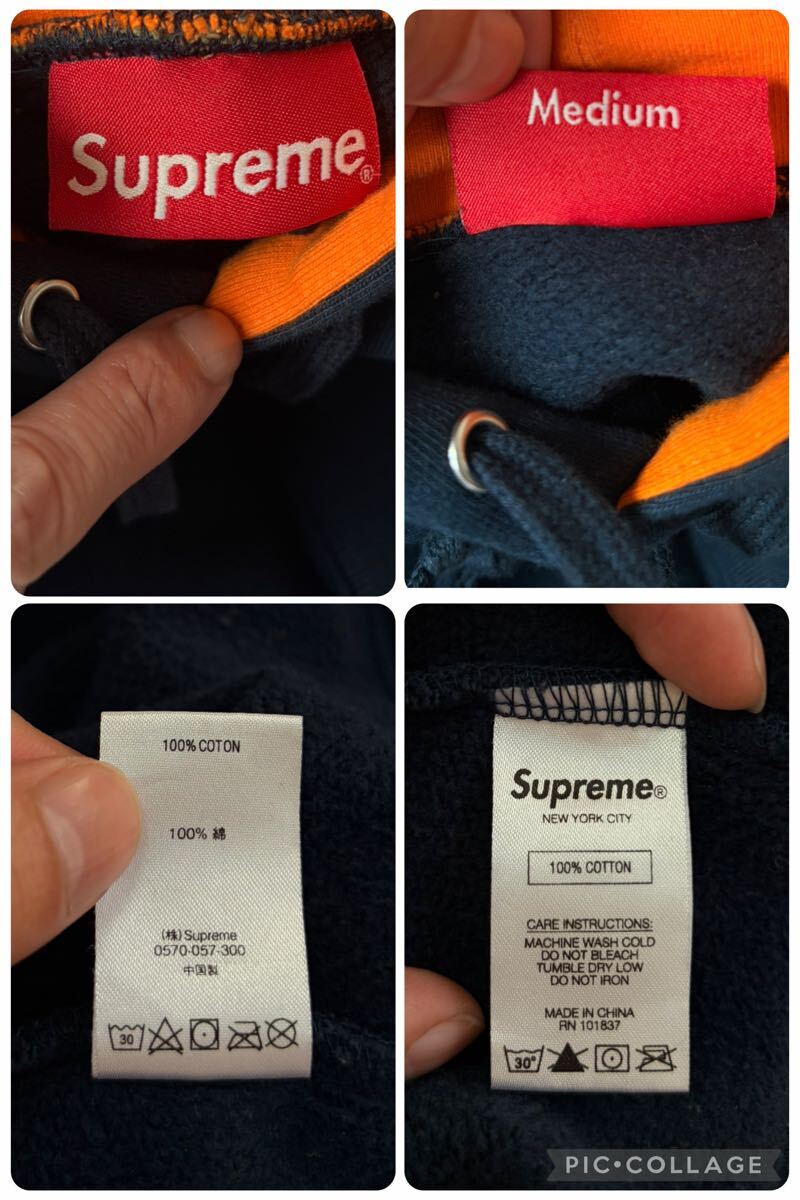 Supreme®
Medium
100% COTON
100% 綿
(株) Supreme
0570-057-300
中国製
30
Supreme®
NEW YORK CITY
100% COTTON
CARE INSTRUCTIONS:
MACHINE WASH COLD
DO NOT BLEACH
TUMBLE DRY LOW
DO NOT IRON
MADE IN CHINA
RN 101837
30°
PIC•COLLAGE